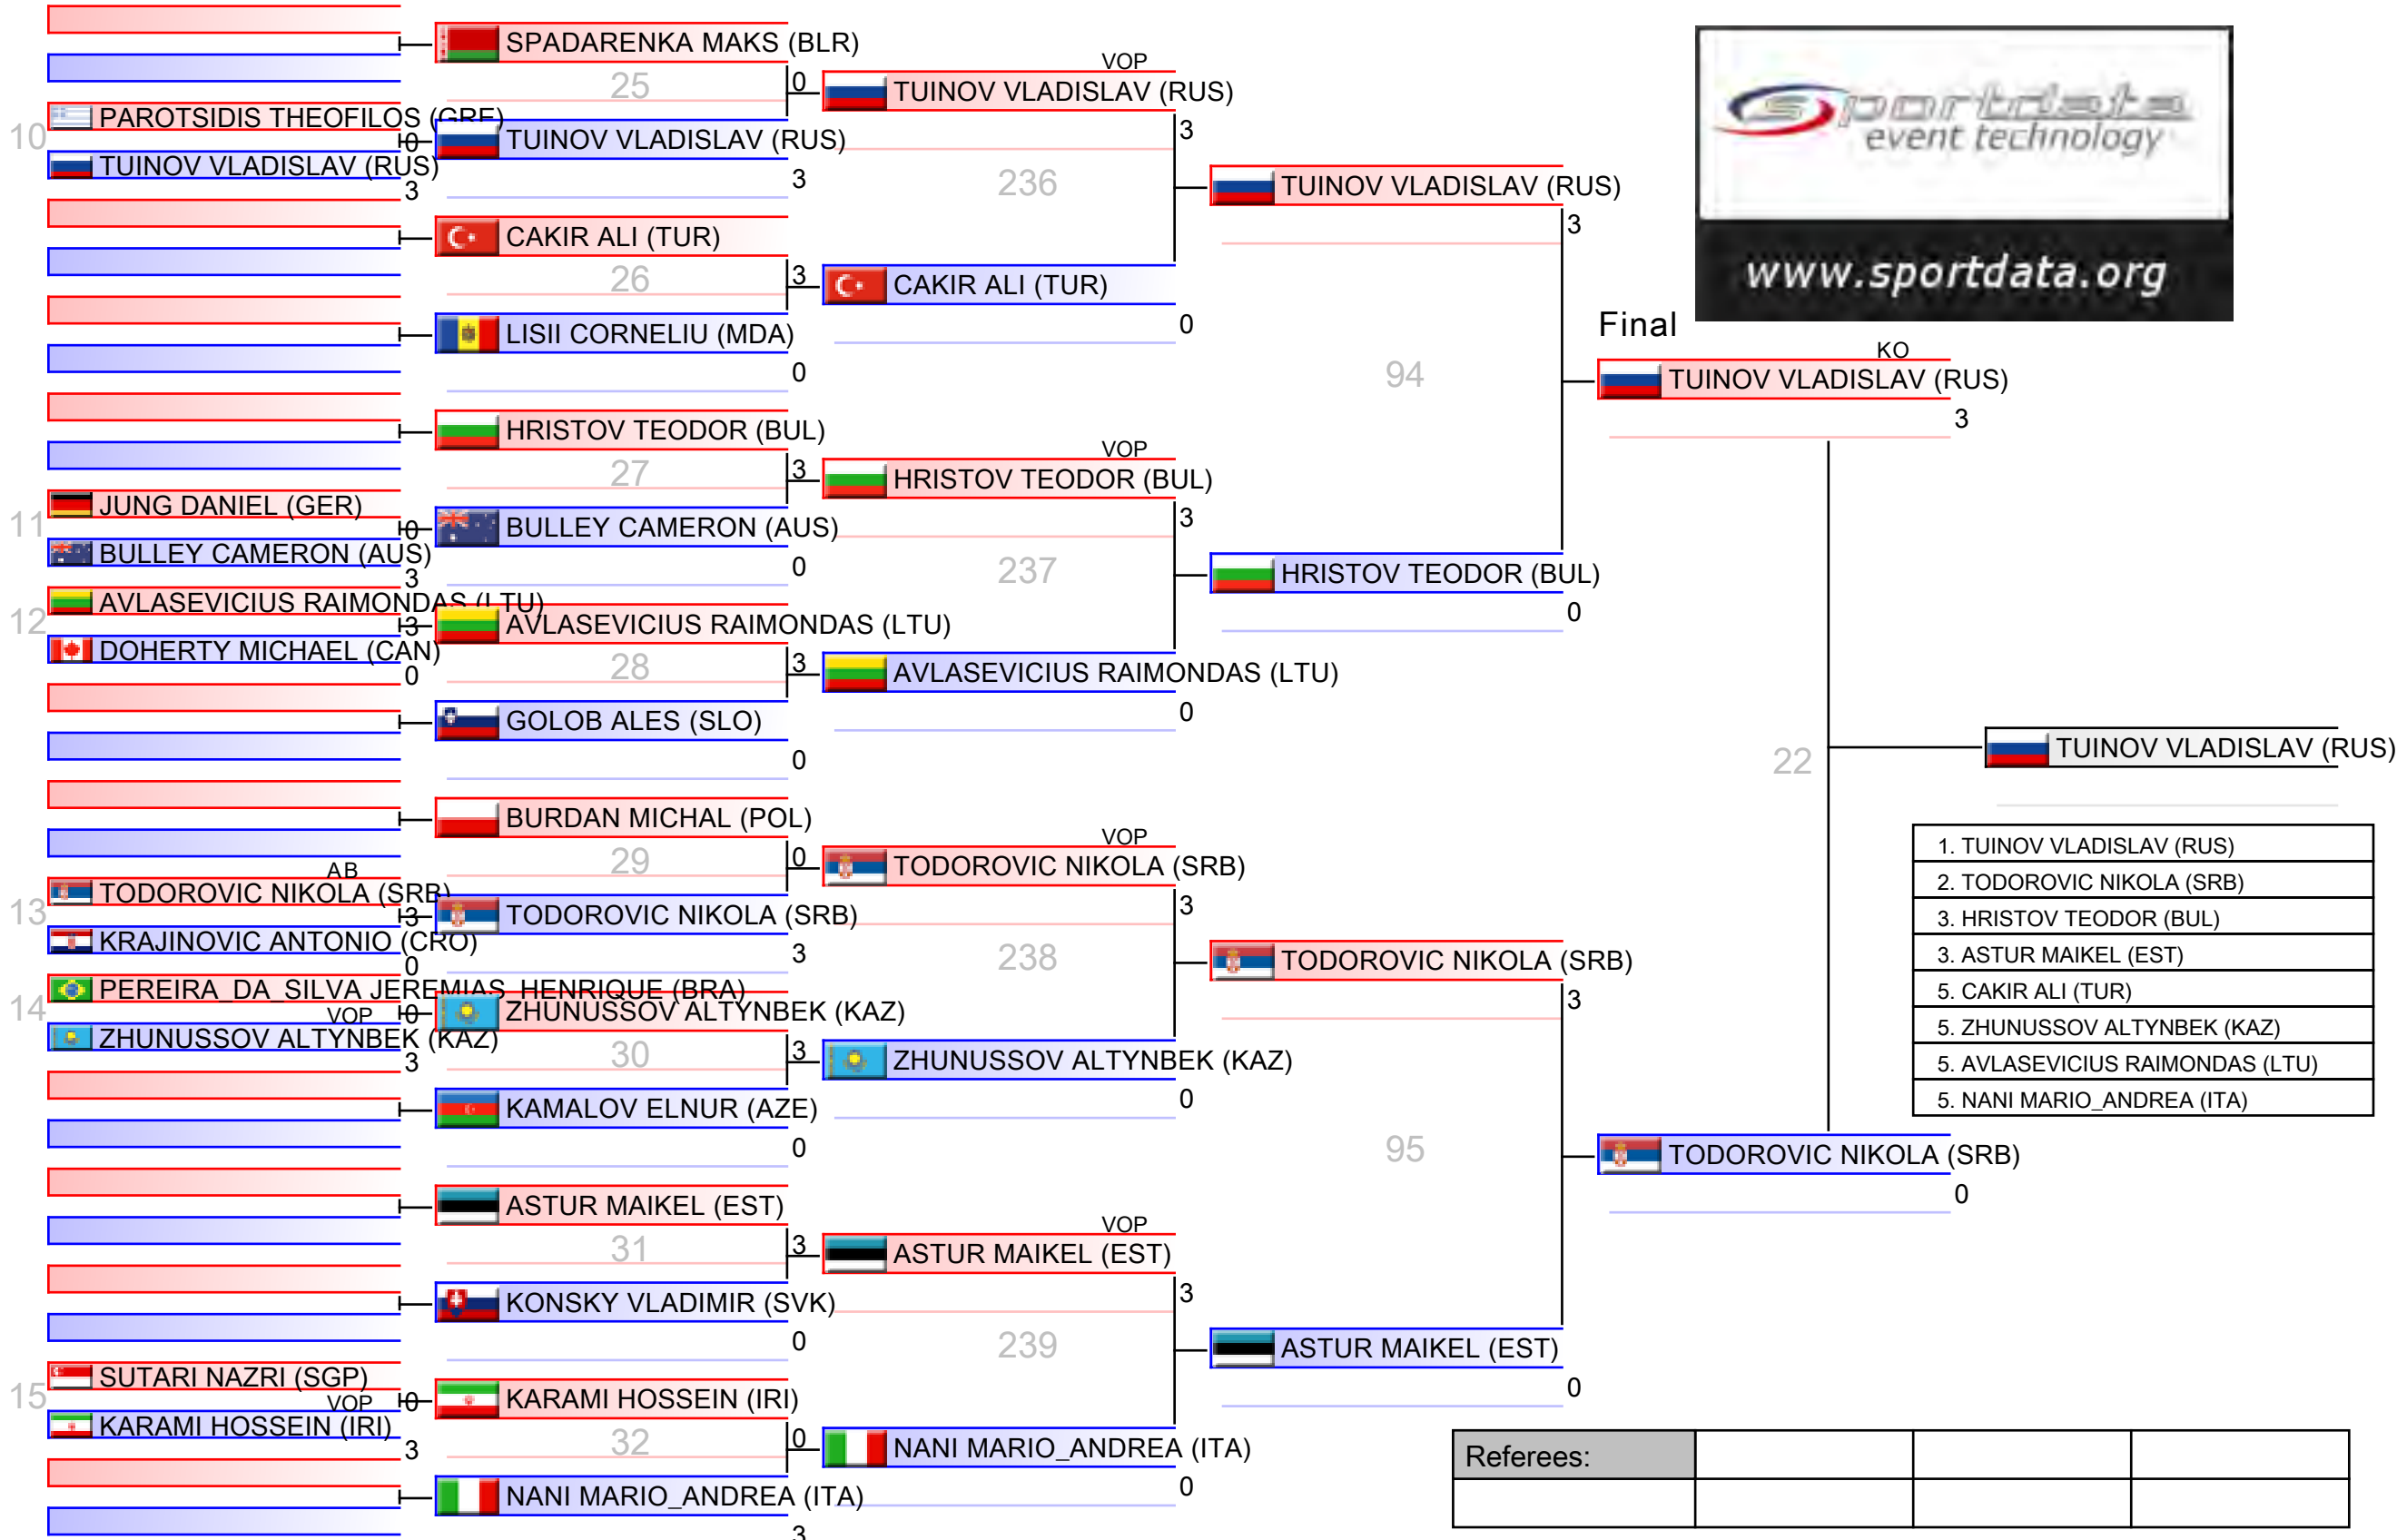 SPADARENKA MAKS (BLR)
25
0
VOP
TUINOV VLADISLAV (RUS)
3
10
PAROTSIDIS THEOFILOS (GRE)
0
TUINOV VLADISLAV (RUS)
3
TUINOV VLADISLAV (RUS)
3
236
TUINOV VLADISLAV (RUS)
3
CAKIR ALI (TUR)
26
3
CAKIR ALI (TUR)
0
LISII CORNELIU (MDA)
0
94
sportdata
event technology
www.sportdata.org
Final
KO
TUINOV VLADISLAV (RUS)
3
HRISTOV TEODOR (BUL)
27
3
VOP
HRISTOV TEODOR (BUL)
3
11
JUNG DANIEL (GER)
0
BULLEY CAMERON (AUS)
3
BULLEY CAMERON (AUS)
0
237
HRISTOV TEODOR (BUL)
0
12
AVLASEVICIUS RAIMONDAS (LTU)
3
DOHERTY MICHAEL (CAN)
0
AVLASEVICIUS RAIMONDAS (LTU)
28
3
AVLASEVICIUS RAIMONDAS (LTU)
0
GOLOB ALES (SLO)
0
22
TUINOV VLADISLAV (RUS)
BURDAN MICHAL (POL)
29
0
VOP
TODOROVIC NIKOLA (SRB)
3
13
AB
TODOROVIC NIKOLA (SRB)
3
KRAJINOVIC ANTONIO (CRO)
0
TODOROVIC NIKOLA (SRB)
3
238
TODOROVIC NIKOLA (SRB)
3
14
PEREIRA_DA_SILVA JEREMIAS_HENRIQUE (BRA)
VOP
0
ZHUNUSSOV ALTYNBEK (KAZ)
3
ZHUNUSSOV ALTYNBEK (KAZ)
30
3
ZHUNUSSOV ALTYNBEK (KAZ)
0
KAMALOV ELNUR (AZE)
0
95
TODOROVIC NIKOLA (SRB)
0
1. TUINOV VLADISLAV (RUS)
2. TODOROVIC NIKOLA (SRB)
3. HRISTOV TEODOR (BUL)
3. ASTUR MAIKEL (EST)
5. CAKIR ALI (TUR)
5. ZHUNUSSOV ALTYNBEK (KAZ)
5. AVLASEVICIUS RAIMONDAS (LTU)
5. NANI MARIO_ANDREA (ITA)
ASTUR MAIKEL (EST)
31
3
VOP
ASTUR MAIKEL (EST)
3
KONSKY VLADIMIR (SVK)
0
239
ASTUR MAIKEL (EST)
0
15
SUTARI NAZRI (SGP)
VOP
0
KARAMI HOSSEIN (IRI)
3
KARAMI HOSSEIN (IRI)
32
0
NANI MARIO_ANDREA (ITA)
0
NANI MARIO_ANDREA (ITA)
3
Referees: